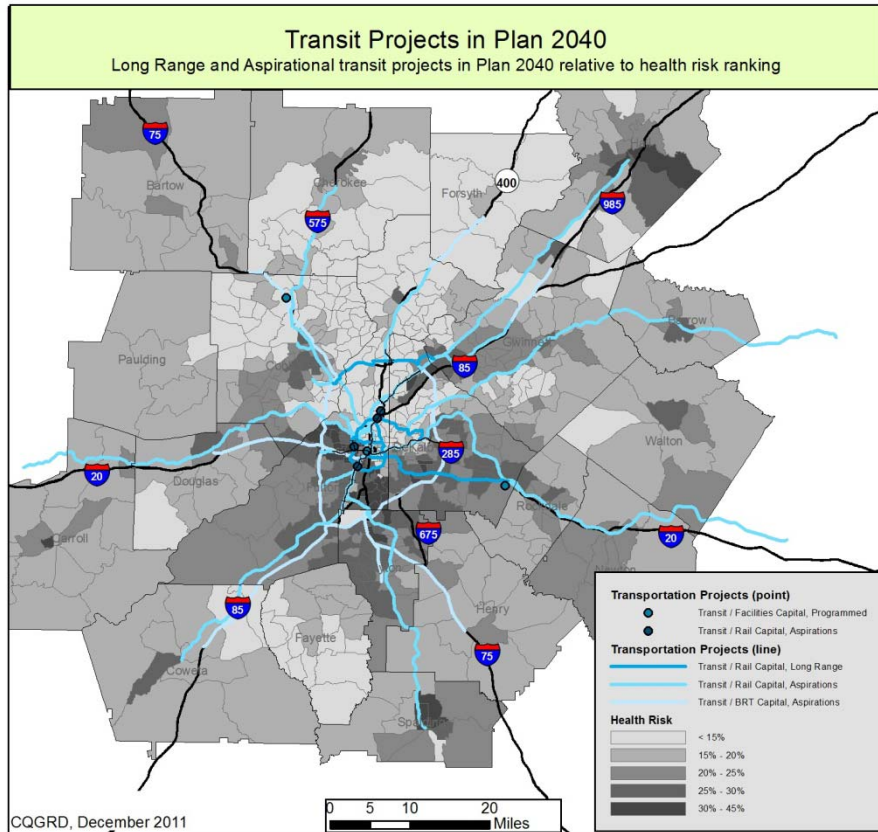 Transit Projects in Plan 2040
Long Range and Aspirational transit projects in Plan 2040 relative to health risk ranking
75
Bartow
Cherokee
Forsyth
400
575
985
Paulding
Cobb
Gwinnett
Barrow
85
Walton
20
Douglas
Fulton
DeKalb
285
Rockdale
Carroll
675
20
Newton
Clayton
85
Fayette
Henry
75
Coweta
Spalding
Transportation Projects (point)
Transit / Facilities Capital, Programmed
Transit / Rail Capital, Aspirations
Transportation Projects (line)
Transit / Rail Capital, Long Range
Transit / Rail Capital, Aspirations
Transit / BRT Capital, Aspirations
Health Risk
< 15%
15% - 20%
20% - 25%
25% - 30%
30% - 45%
CQGRD, December 2011
0 5 10 20
Miles